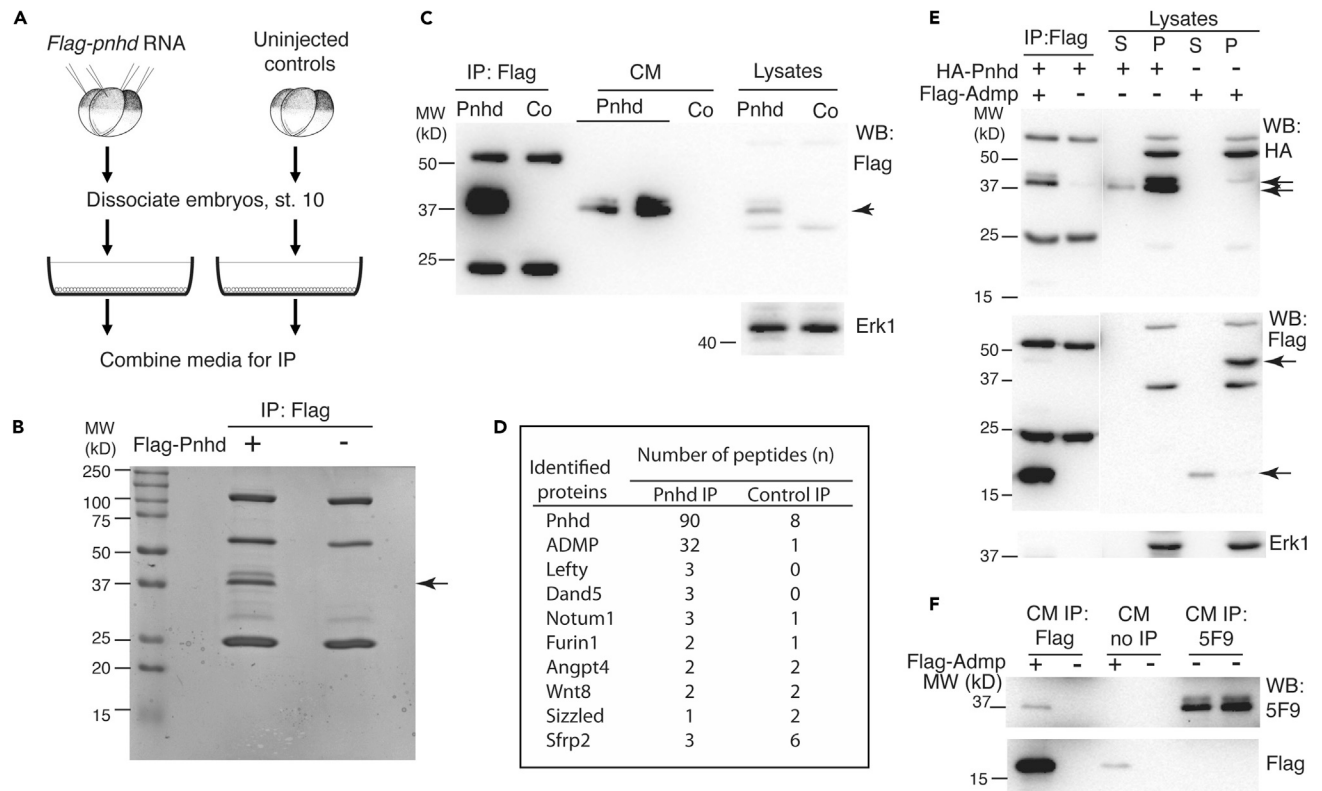 A
Flag-pnhd RNA
Uninjected
controls
Dissociate embryos, st. 10
Combine media for IP
B
IP: Flag
MW
(kD)
Flag-Pnhd
+
-
250
100
75
50
37
25
20
15
C
IP: Flag
CM
Lysates
MW
(kD)
Pnhd
Co
Pnhd
Co
Pnhd
Co
WB:
Flag
50
37
25
Erk1
40
D
Identified
proteins
Number of peptides (n)
Pnhd IP
Control IP
Pnhd 90 8
ADMP 32 1
Lefty 3 0
Dand5 3 0
Notum1 3 1
Furin1 2 1
Angpt4 2 2
Wnt8 2 2
Sizzled 1 2
Sfrp2 3 6
E
Lysates
IP:Flag
S P S P
HA-Pnhd + + + + - -
Flag-Admp + - - - + +
MW
(kD)
WB:
HA
50
37
25
15
WB:
Flag
50
37
25
15
Erk1
37
F
CM IP:
Flag
CM
no IP
CM IP:
5F9
Flag-Admp + - + - - -
MW (kD)
WB:
5F9
37
Flag
15